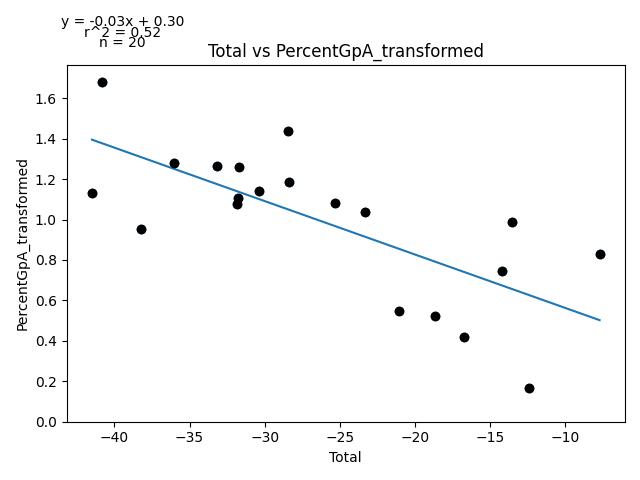 y = -0.03x + 0.30
r^2 = 0.52
n = 20
Total vs PercentGpA_transformed
PercentGpA_transformed
1.6
1.4
1.2
1.0
0.8
0.6
0.4
0.2
0.0
−40 −35 −30 −25 −20 −15 −10
Total